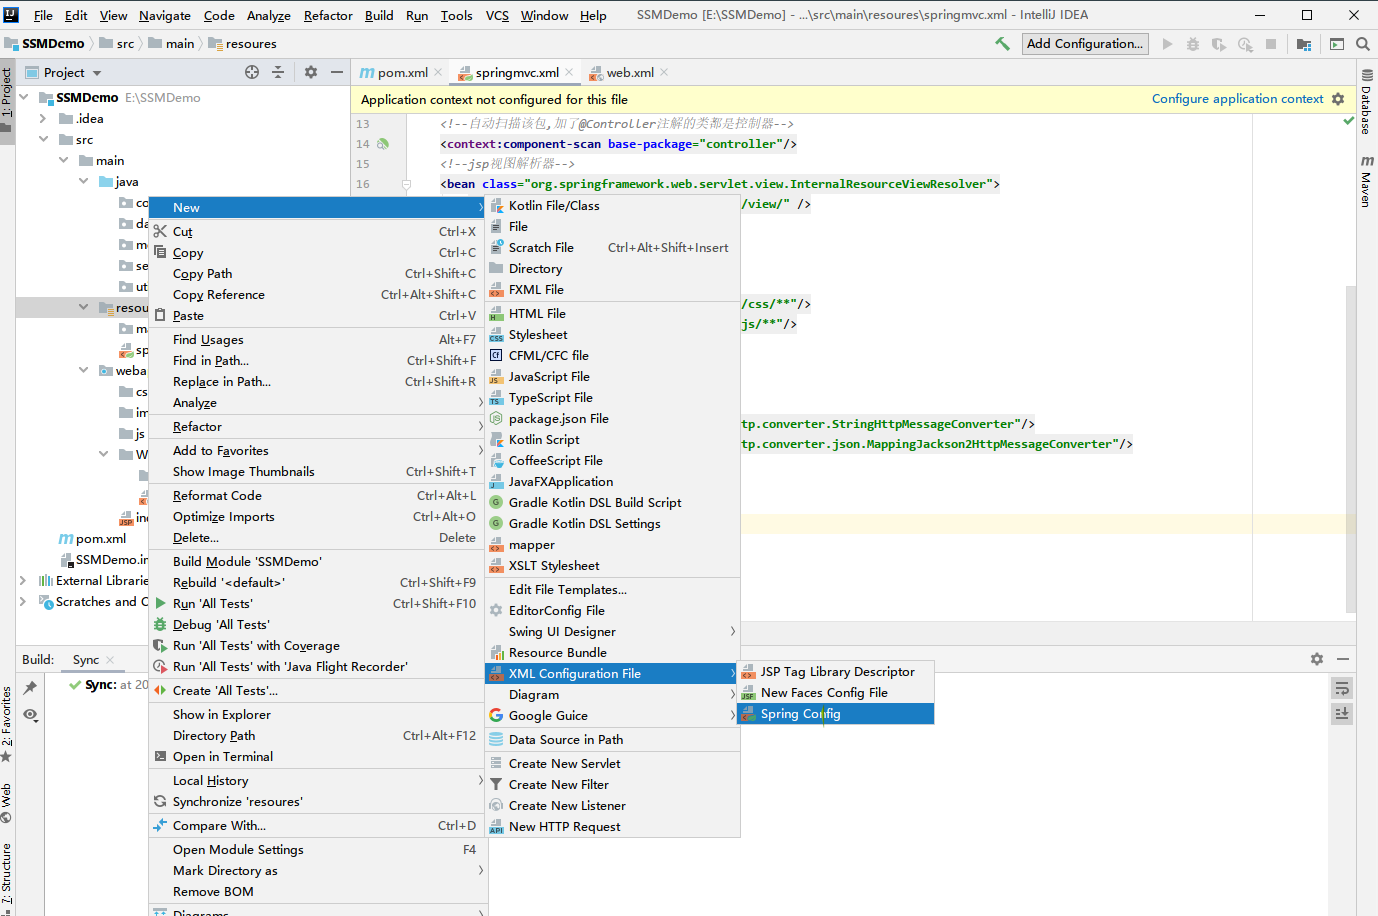 File Edit View Navigate Code Analyze Refactor Build Run Tools VCS Window Help SSMDemo [E:\SSMDemo] - ...\src\main\resoures\springmvc.xml - IntelliJ IDEA
SSMDemo src main resoures Add Configuration...
Project pom.xml springmvc.xml web.xml
Application context not configured for this file Configure application context
1: Project
SSMDemo E:\SSMDemo
.idea
src
main
java
co
da
m
se
ut
resou
m
sp
weba
cs
im
js
W
in
pom.xml
SSMDemo.im
External Librarie
Scratches and C
13 <!--自动扫描该包,加了@Controller注解的类都是控制器-->
14 <context:component-scan base-package="controller"/>
15 <!--jsp视图解析器-->
16 <bean class="org.springframework.web.servlet.view.InternalResourceViewResolver">
/view/" />
/css/**"/>
js/**"/>
tp.converter.StringHttpMessageConverter"/>
tp.converter.json.MappingJackson2HttpMessageConverter"/>
New
Cut Ctrl+X
Copy Ctrl+C
Copy Path Ctrl+Shift+C
Copy Reference Ctrl+Alt+Shift+C
Paste Ctrl+V
Find Usages Alt+F7
Find in Path... Ctrl+Shift+F
Replace in Path... Ctrl+Shift+R
Analyze
Refactor
Add to Favorites
Show Image Thumbnails Ctrl+Shift+T
Reformat Code Ctrl+Alt+L
Optimize Imports Ctrl+Alt+O
Delete... Delete
Build Module 'SSMDemo'
Rebuild '<default>' Ctrl+Shift+F9
Run 'All Tests' Ctrl+Shift+F10
Debug 'All Tests'
Run 'All Tests' with Coverage
Run 'All Tests' with 'Java Flight Recorder'
Create 'All Tests'...
Show in Explorer
Directory Path Ctrl+Alt+F12
Open in Terminal
Local History
Synchronize 'resoures'
Compare With... Ctrl+D
Open Module Settings F4
Mark Directory as
Remove BOM
Diagrams
Kotlin File/Class
File
Scratch File Ctrl+Alt+Shift+Insert
Directory
FXML File
HTML File
Stylesheet
CFML/CFC file
JavaScript File
TypeScript File
package.json File
Kotlin Script
CoffeeScript File
JavaFXApplication
Gradle Kotlin DSL Build Script
Gradle Kotlin DSL Settings
mapper
XSLT Stylesheet
Edit File Templates...
EditorConfig File
Swing UI Designer
Resource Bundle
XML Configuration File
Diagram
Google Guice
Data Source in Path
Create New Servlet
Create New Filter
Create New Listener
New HTTP Request
JSP Tag Library Descriptor
New Faces Config File
Spring Config
Build: Sync
Sync: at 20
2: Favorites
Web
7: Structure
Database
Maven